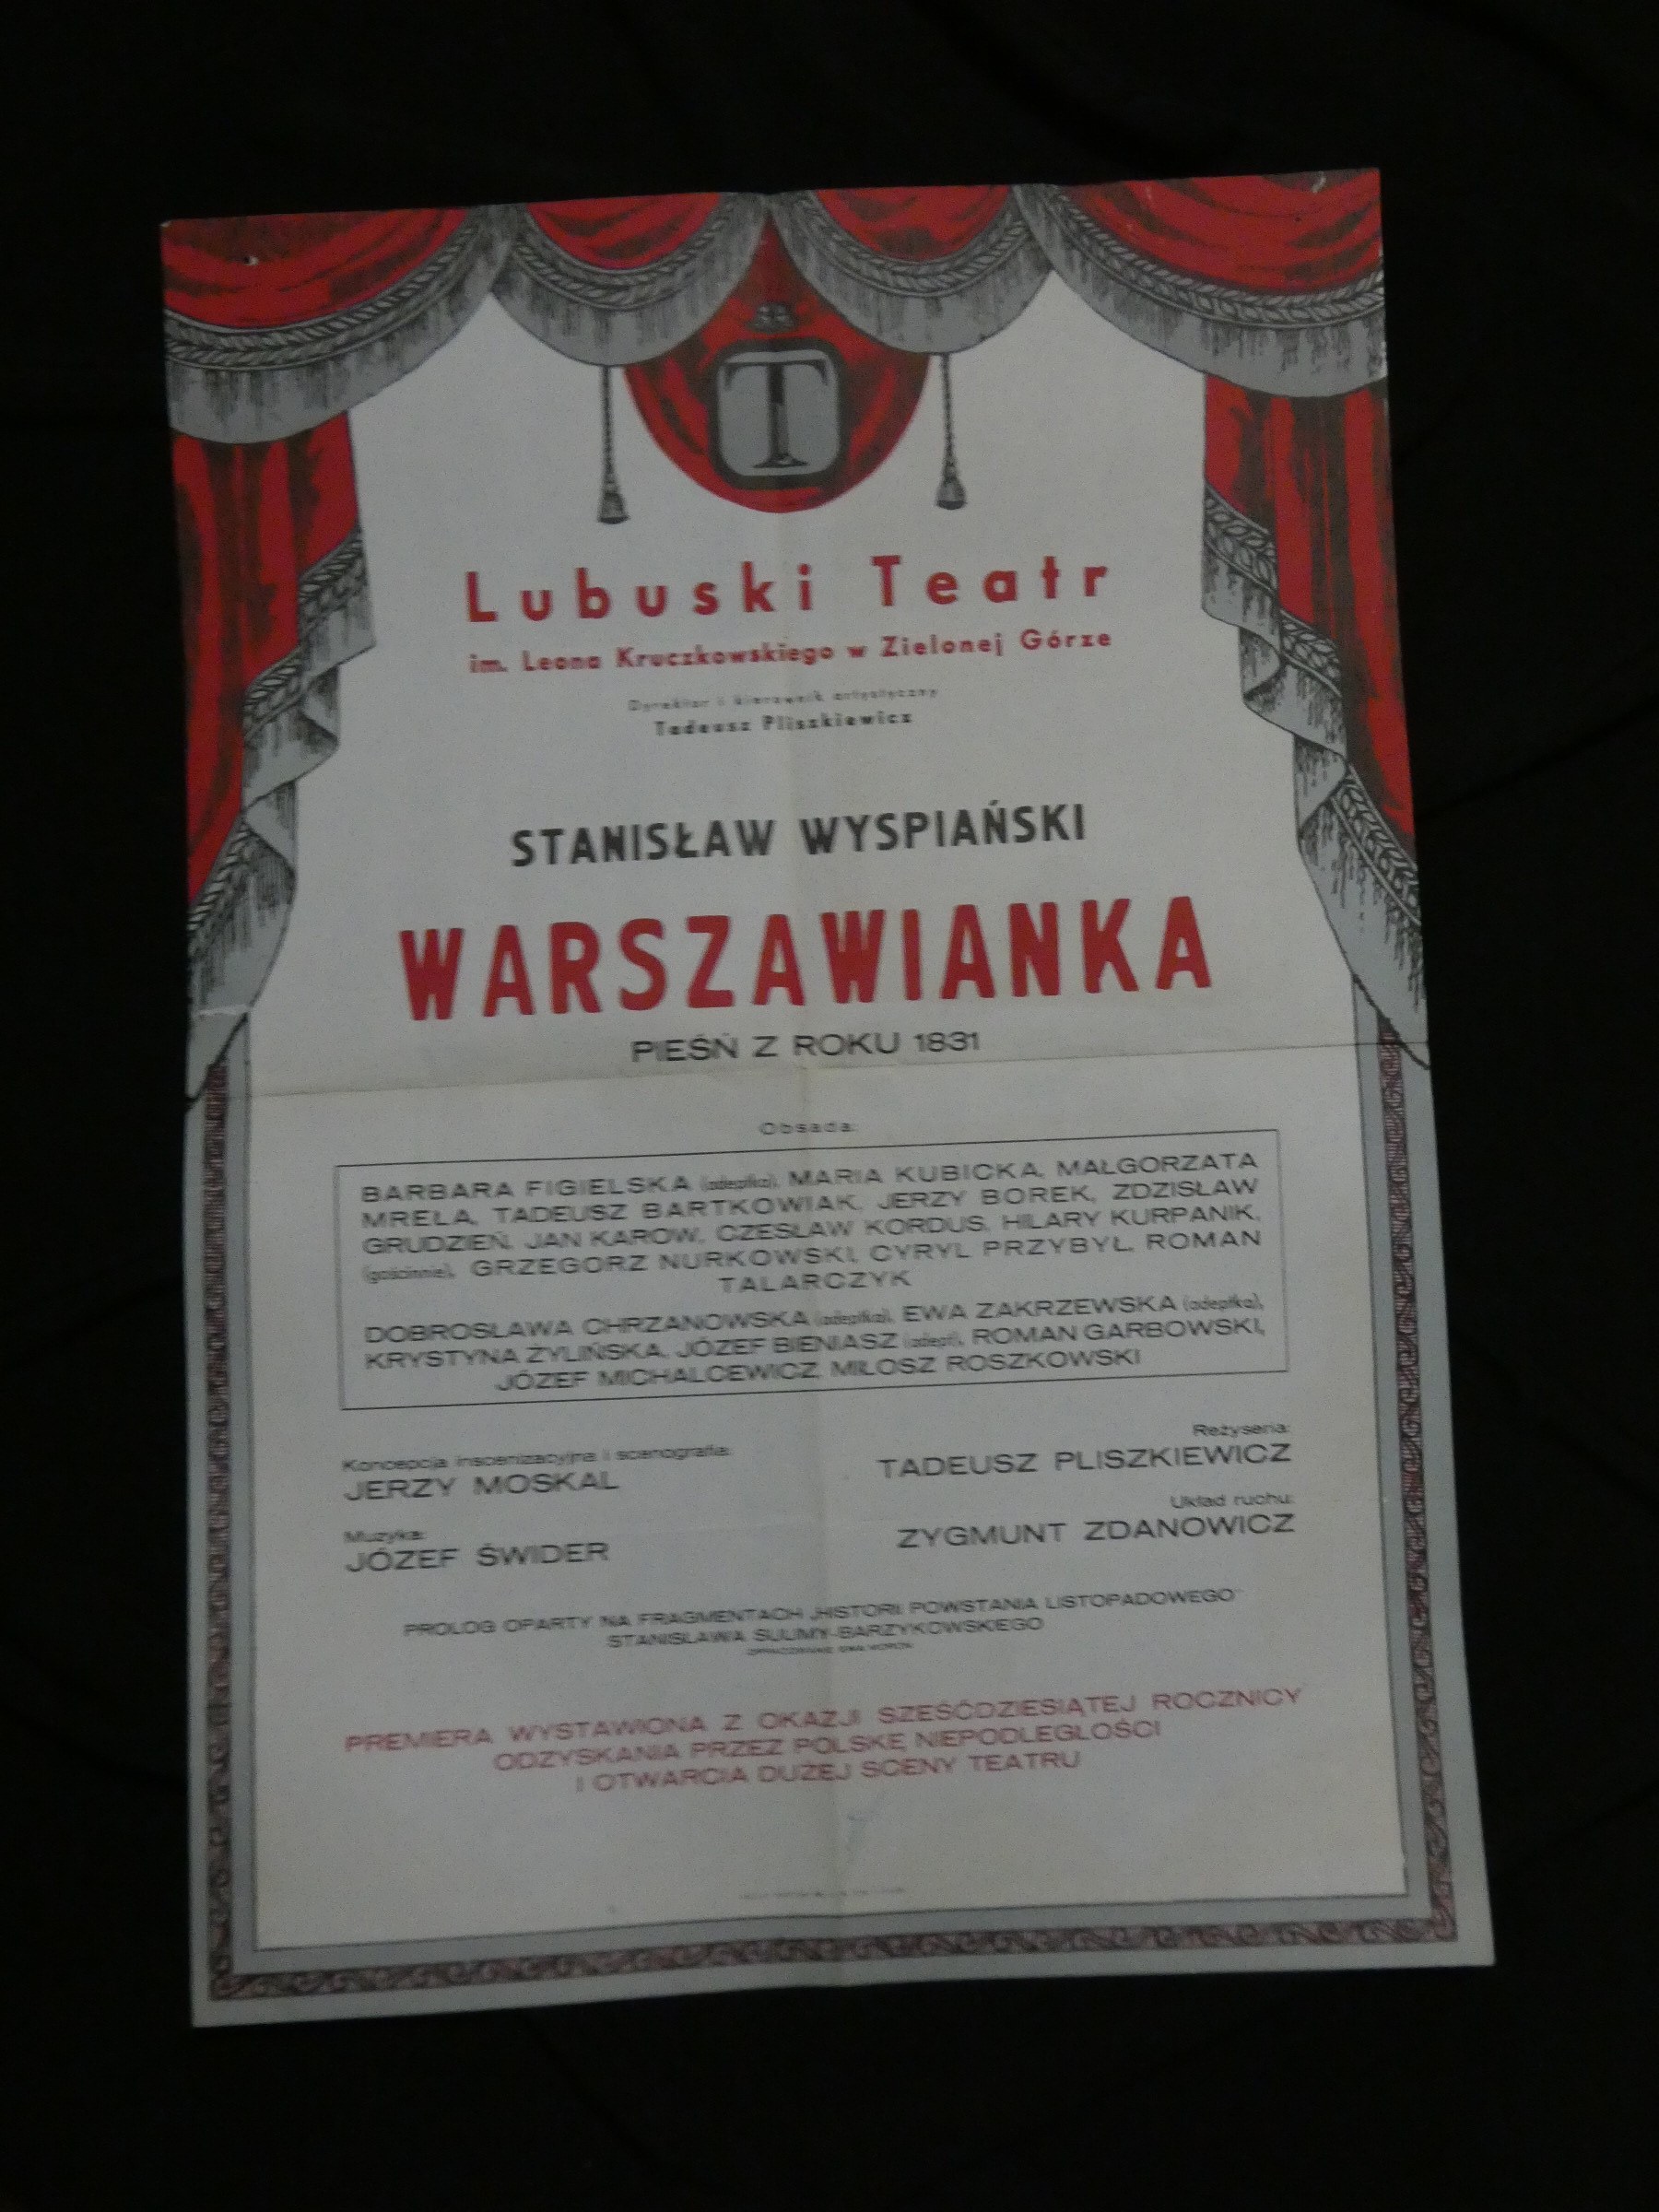 T
Lubuski Teatr
im. Leona Kruczkowskiego w Zielonej Górze
Dyrektor i kierownik artystyczny
Tadeusz Pliszkiewicz
STANISŁAW WYSPIAŃSKI
WARSZAWIANKA
PIEŚŃ Z ROKU 1831
Obsada:
BARBARA FIGIELSKA (adeptka), MARIA KUBICKA, MAŁGORZATA
MRELA, TADEUSZ BARTKOWIAK, JERZY BOREK, ZDZISŁAW
GRUDZIEŃ, JAN KAROW, CZESŁAW KORDUS, HILARY KURPANIK,
(gościnnie), GRZEGORZ NURKOWSKI, CYRYL PRZYBYŁ, ROMAN
TALARCZYK
DOBROSŁAWA CHRZANOWSKA (adeptka), EWA ZAKRZEWSKA (adeptka),
KRYSTYNA ŻYLIŃSKA, JÓZEF BIENIASZ (adept), ROMAN GARBOWSKI,
JÓZEF MICHALCEWICZ, MIŁOSZ ROSZKOWSKI
Koncepcja inscenizacyjna i scenografia:
JERZY MOSKAL
Reżyseria:
TADEUSZ PLISZKIEWICZ
Muzyka:
JÓZEF ŚWIDER
Układ ruchu:
ZYGMUNT ZDANOWICZ
PROLOG OPARTY NA FRAGMENTACH „HISTORII POWSTANIA LISTOPADOWEGO"
STANISŁAWA SULIMY-BARZYKOWSKIEGO
PREMIERA WYSTAWIONA Z OKAZJI SZEŚĆDZIESIĄTEJ ROCZNICY
ODZYSKANIA PRZEZ POLSKĘ NIEPODLEGŁOŚCI
I OTWARCIA DUŻEJ SCENY TEATRU